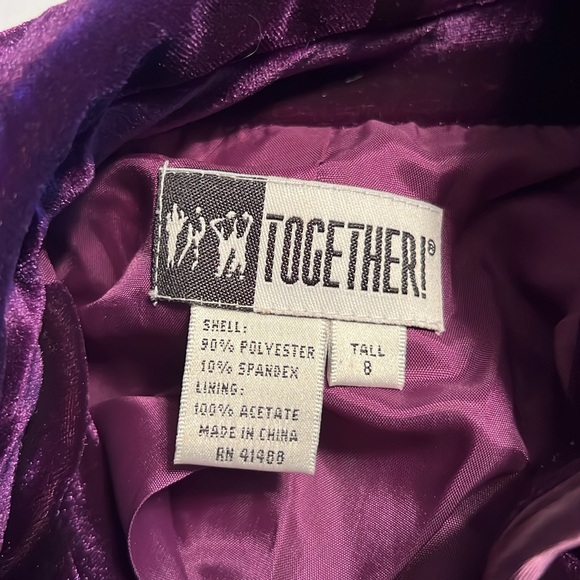 TOGETHER!®
SHELL:
90% POLYESTER
10% SPANDEX
LINING:
100% ACETATE
MADE IN CHINA
RN 41488
TALL
8